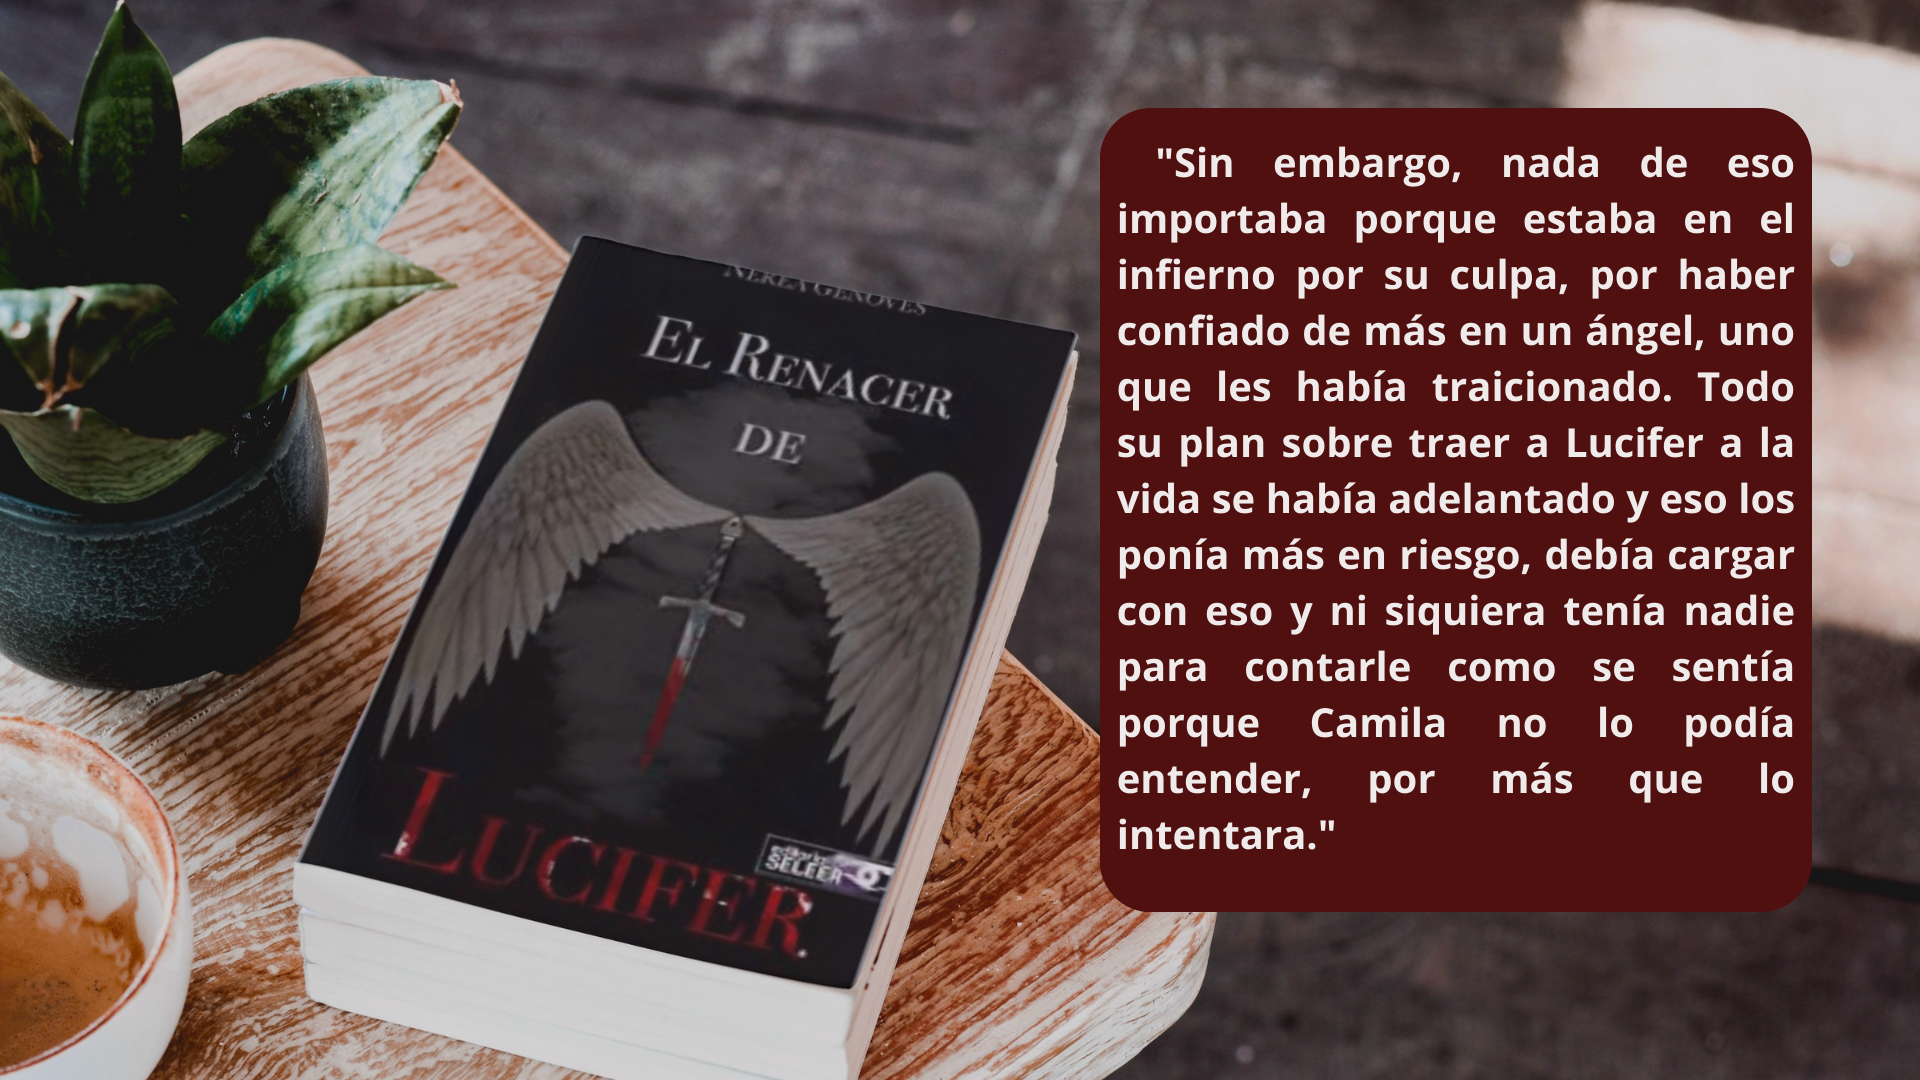 NEREA GENOVÉS
EL RENACER
DE
LUCIFER
SELEER
"Sin embargo, nada de eso
importaba porque estaba en el
infierno por su culpa, por haber
confiado de más en un ángel, uno
que les había traicionado. Todo
su plan sobre traer a Lucifer a la
vida se había adelantado y eso los
ponía más en riesgo, debía cargar
con eso y ni siquiera tenía nadie
para contarle como se sentía
porque Camila no lo podía
entender, por más que lo
intentara."